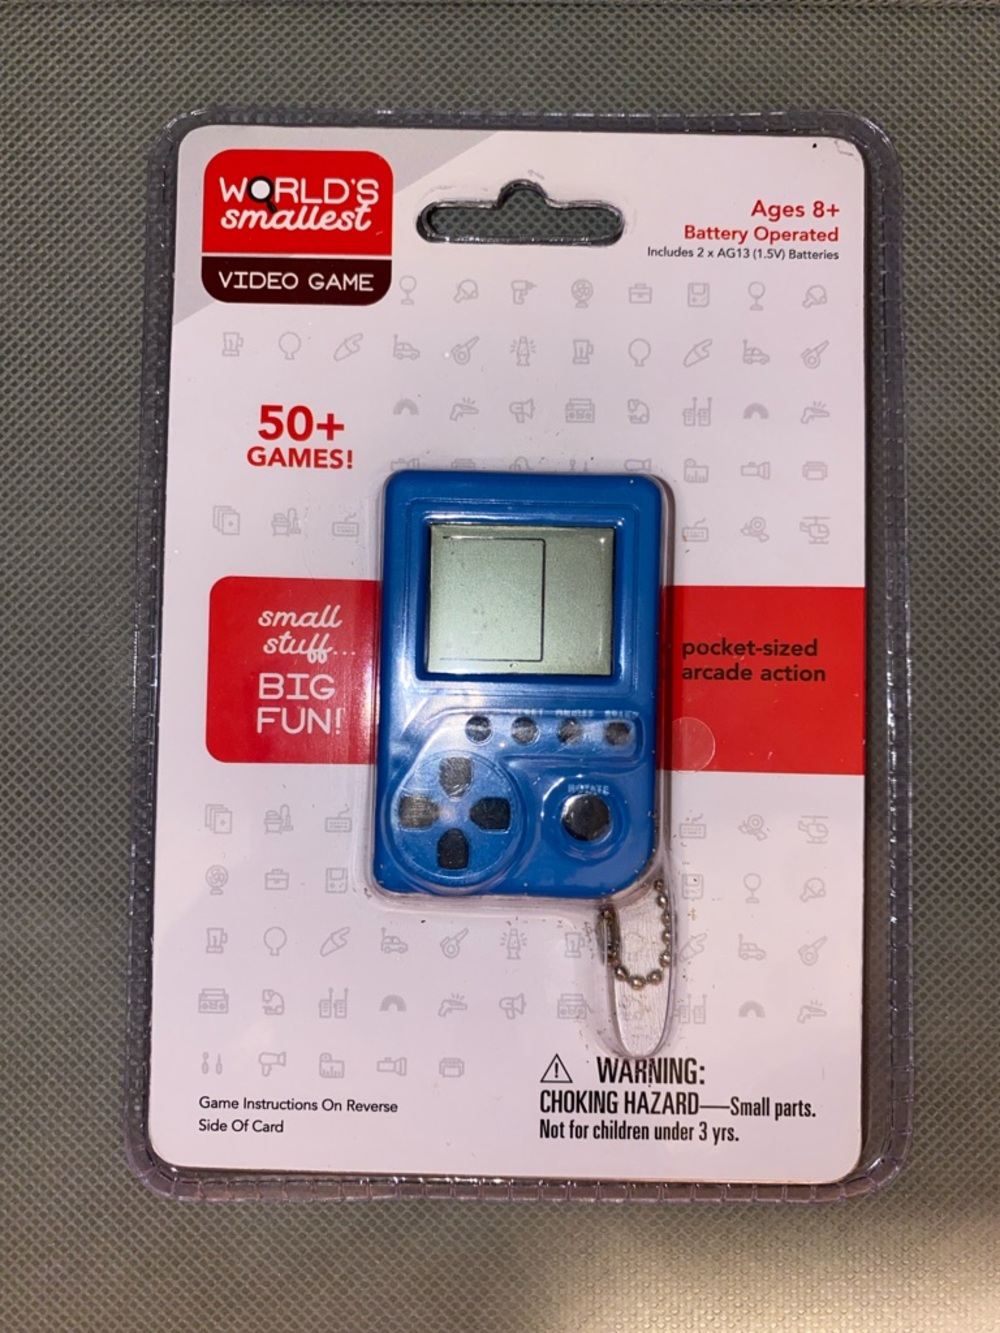 WORLD'S
smallest
VIDEO GAME
Ages 8+
Battery Operated
Includes 2 x AG13 (1.5V) Batteries
50+
GAMES!
small
stuff...
BIG
FUN!
pocket-sized
arcade action
ROTATE
WARNING:
CHOKING HAZARD—Small parts.
Not for children under 3 yrs.
Game Instructions On Reverse
Side Of Card